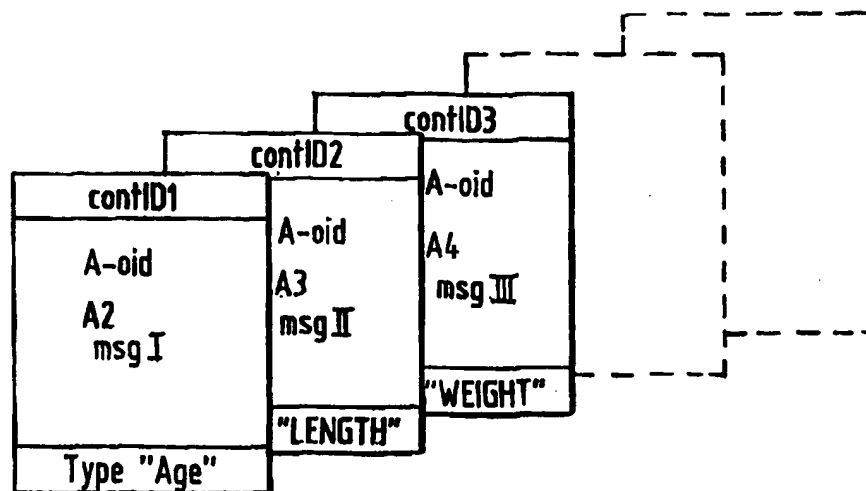 contID1
A-oid
A2
msg I
Type "Age"
contID2
A-oid
A3
msg II
"LENGTH"
contID3
A-oid
A4
msg III
"WEIGHT"